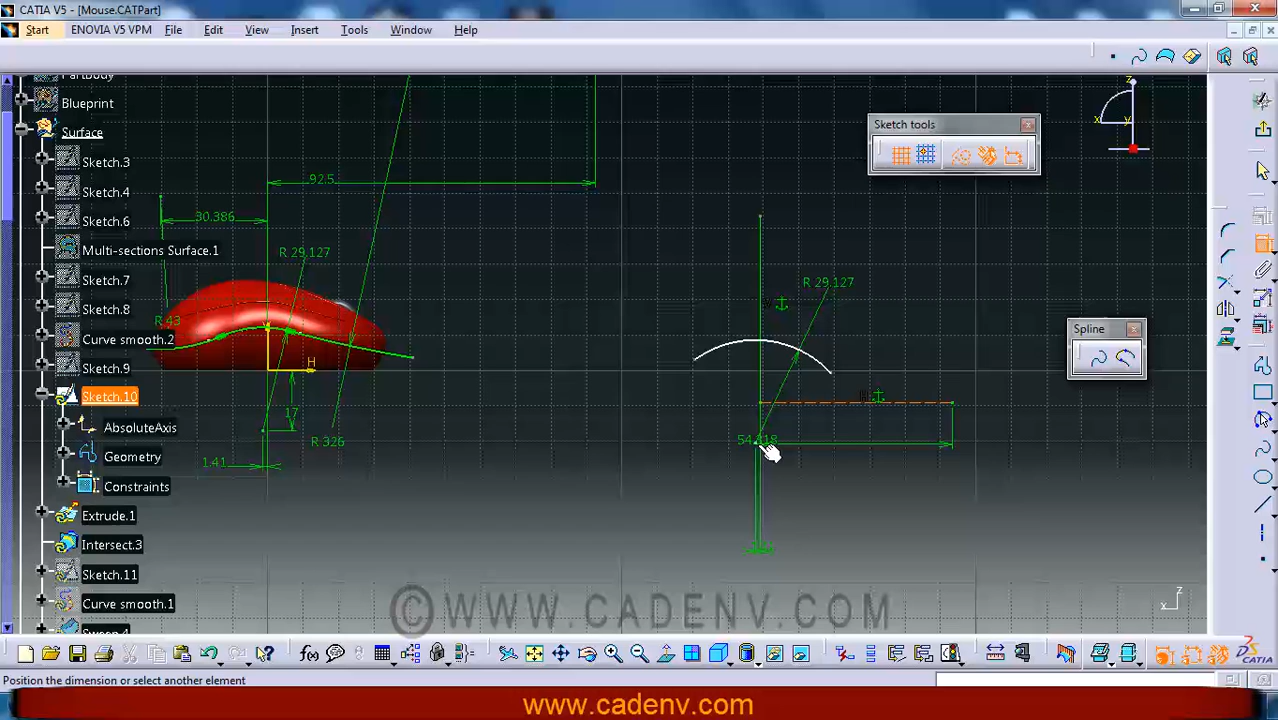 CATIA V5 - [Mouse.CATPart]
Start ENOVIA V5 VPM File Edit View Insert Tools Window Help
PartBody
Blueprint
Surface
Sketch.3
Sketch.4
Sketch.6
Multi-sections Surface.1
Sketch.7
Sketch.8
Curve smooth.2
Sketch.9
Sketch.10
AbsoluteAxis
Geometry
Constraints
Extrude.1
Intersect.3
Sketch.11
Curve smooth.1
Sweep.4
92.5
30.386
R 29.127
R 43
H
17
R 326
1.41
Sketch tools
z
x y
R 29.127
Spline
z
x
©WWW.CADENV.COM
f(x)
CATIA
Position the dimension or select another element
www.cadenv.com